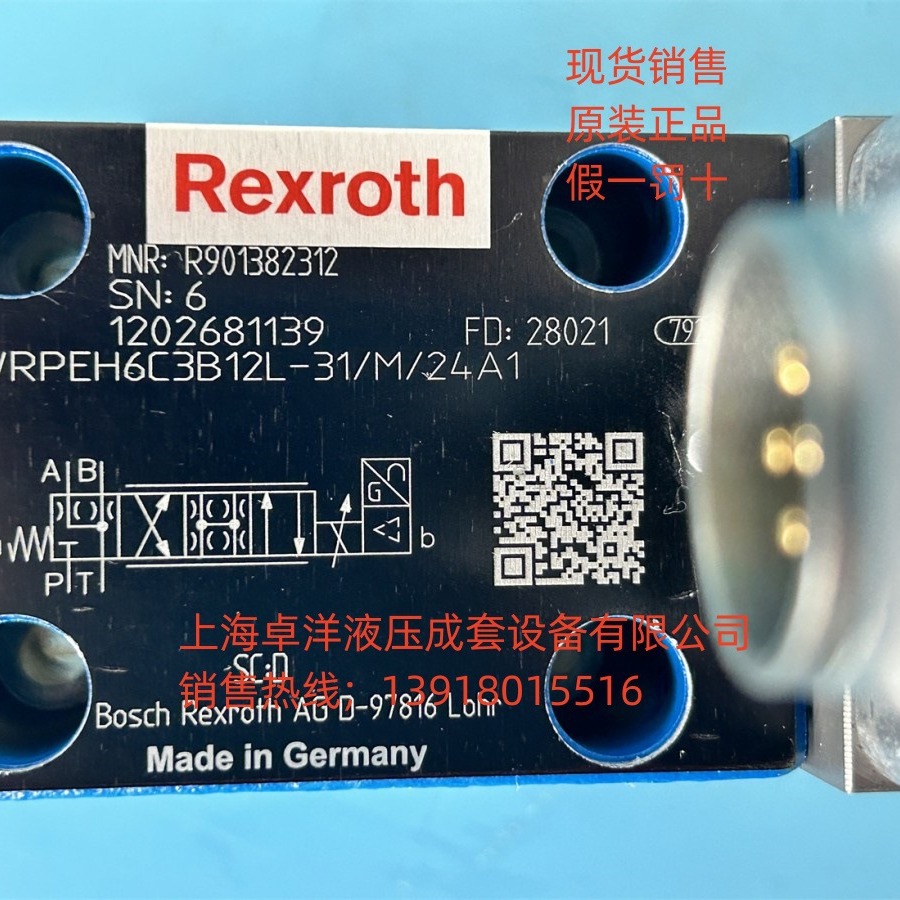 现货销售
原装正品
假一罚十
Rexroth
MNR: R901382312
SN: 6
1202681139 FD: 28021
/RPEH6C3B12L-31/M/24A1
A B
G
b
T
P T
上海卓洋液压成套设备有限公司
SC:D
销售热线：13918015516
Bosch Rexroth AG D-97816 Lohr
Made in Germany